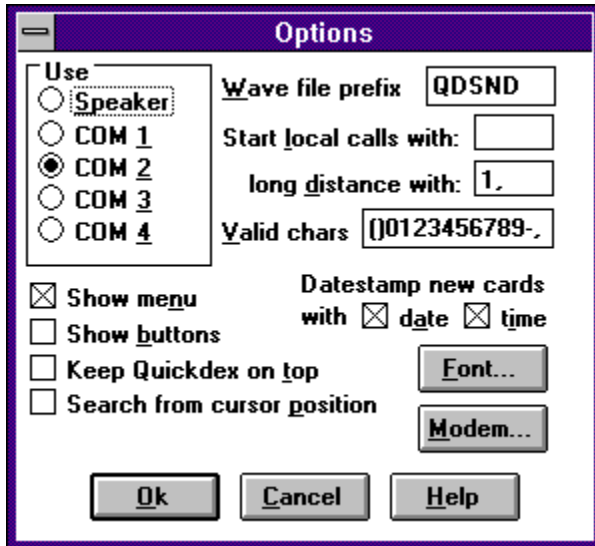 Options
Use
Speaker
COM 1
COM 2
COM 3
COM 4
Wave file prefix QDSND
Start local calls with:
long distance with: 1,
Valid chars ()0123456789-,
Show menu
Show buttons
Keep Quickdex on top
Search from cursor position
Datestamp new cards
with date time
Font...
Modem...
Ok Cancel Help